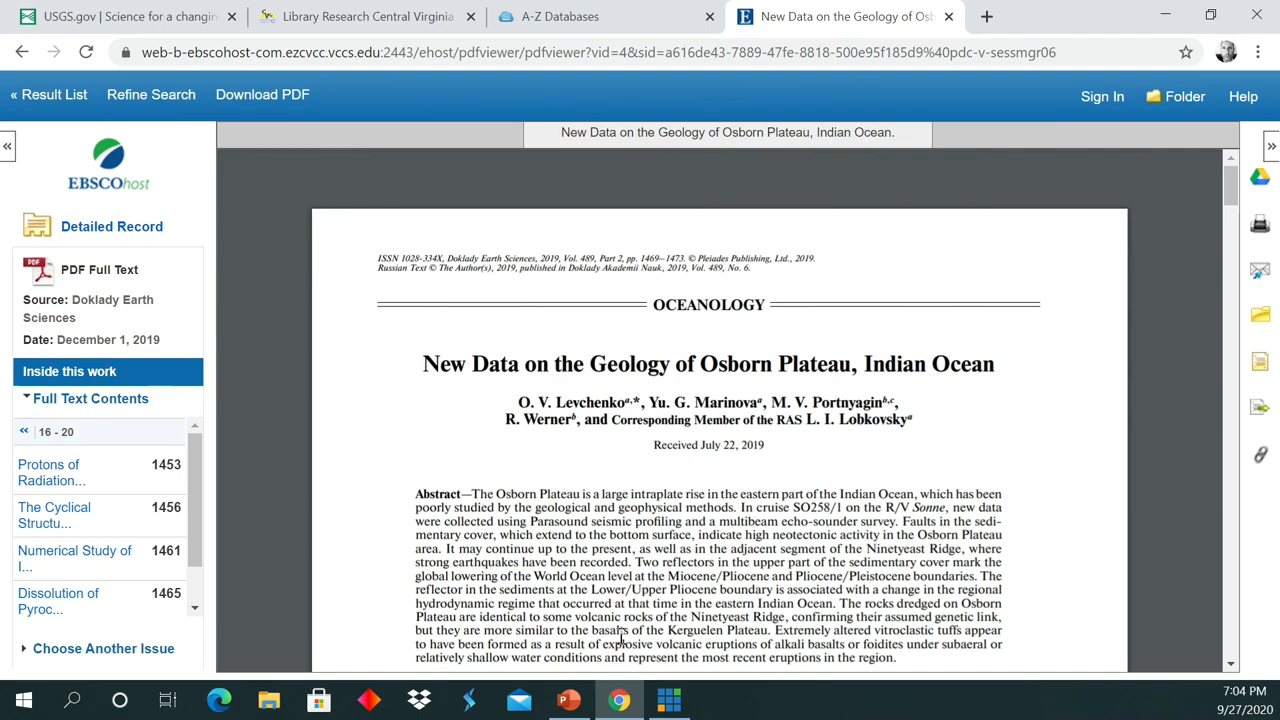 USGS.gov | Science for a changin
Library Research Central Virginia
A-Z Databases
New Data on the Geology of Osb
web-b-ebscohost-com.ezcvcc.vccs.edu:2443/ehost/pdfviewer/pdfviewer?vid=4&sid=a616de43-7889-47fe-8818-500e95f185d9%40pdc-v-sessmgr06
« Result List Refine Search Download PDF
Sign In Folder Help
New Data on the Geology of Osborn Plateau, Indian Ocean.
EBSCOhost
Detailed Record
PDF Full Text
Source: Doklady Earth
Sciences
Date: December 1, 2019
Inside this work
Full Text Contents
« 16 - 20
Protons of 1453
Radiation...
The Cyclical 1456
Structu...
Numerical Study of 1461
I...
Dissolution of 1465
Pyroc...
Choose Another Issue
ISSN 1028-334X, Doklady Earth Sciences, 2019, Vol. 489, Part 2, pp. 1469–1473. © Pleiades Publishing, Ltd., 2019.
Russian Text © The Author(s), 2019, published in Doklady Akademii Nauk, 2019, Vol. 489, No. 6.
OCEANOLOGY
New Data on the Geology of Osborn Plateau, Indian Ocean
O. V. Levchenkoa,*, Yu. G. Marinovaa, M. V. Portnyaginb,c,
R. Wernerb, and Corresponding Member of the RAS L. I. Lobkovskya
Received July 22, 2019
Abstract—The Osborn Plateau is a large intraplate rise in the eastern part of the Indian Ocean, which has been
poorly studied by the geological and geophysical methods. In cruise SO258/1 on the R/V Sonne, new data
were collected using Parasound seismic profiling and a multibeam echo-sounder survey. Faults in the sedi-
mentary cover, which extend to the bottom surface, indicate high neotectonic activity in the Osborn Plateau
area. It may continue up to the present, as well as in the adjacent segment of the Ninetyeast Ridge, where
strong earthquakes have been recorded. Two reflectors in the upper part of the sedimentary cover mark the
global lowering of the World Ocean level at the Miocene/Pliocene and Pliocene/Pleistocene boundaries. The
reflector in the sediments at the Lower/Upper Pliocene boundary is associated with a change in the regional
hydrodynamic regime that occurred at that time in the eastern Indian Ocean. The rocks dredged on Osborn
Plateau are identical to some volcanic rocks of the Ninetyeast Ridge, confirming their assumed genetic link,
but they are more similar to the basalts of the Kerguelen Plateau. Extremely altered vitroclastic tuffs appear
to have been formed as a result of explosive volcanic eruptions of alkali basalts or foidites under subaeral or
relatively shallow water conditions and represent the most recent eruptions in the region.
7:04 PM
9/27/2020